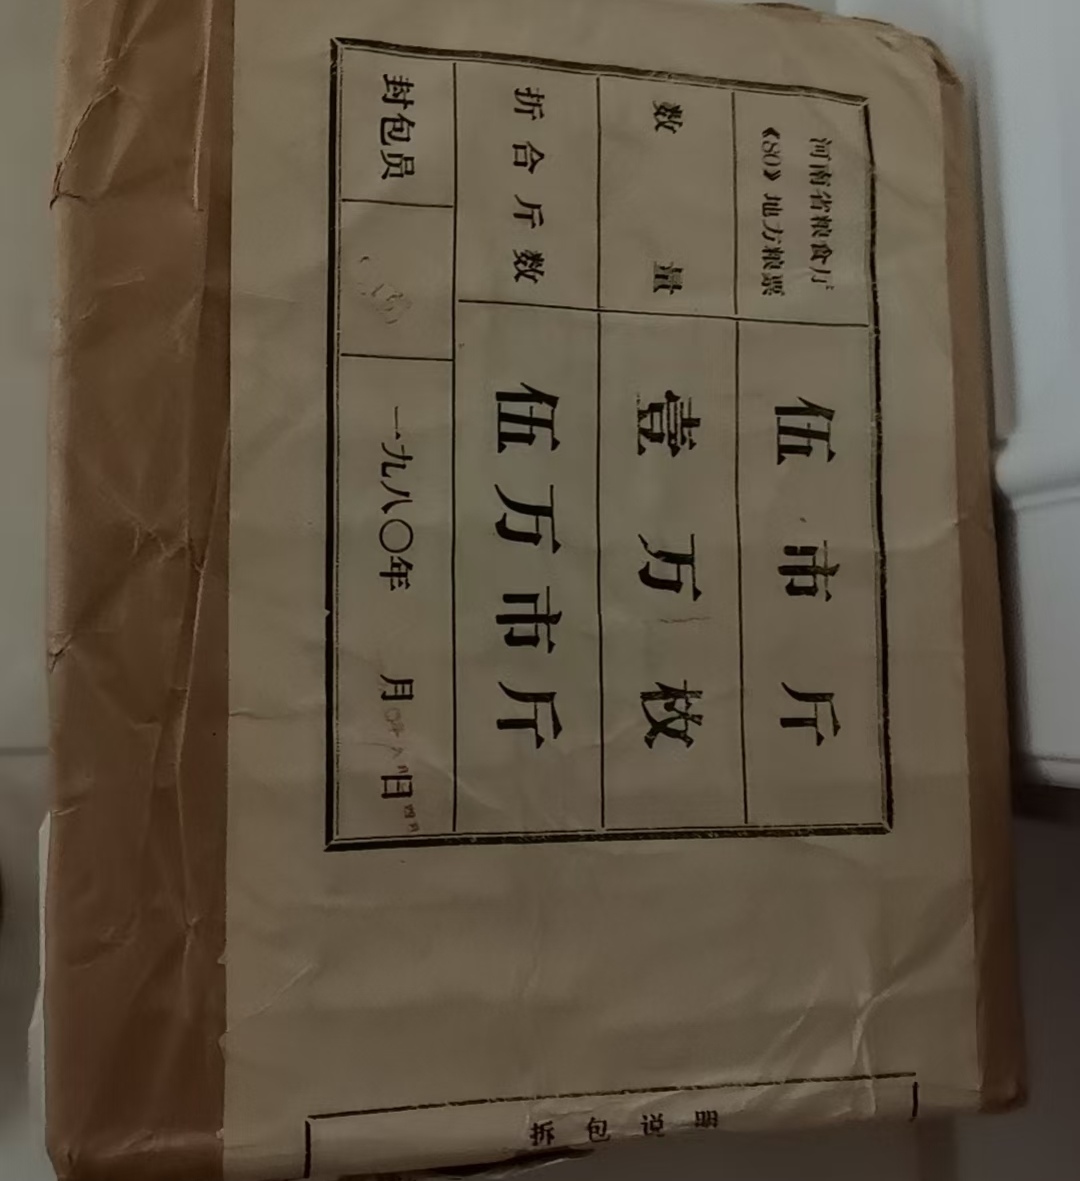 河南省粮食厅
《80》地方粮票
伍市斤
数量
壹万枚
折合斤数
伍万市斤
封包员
一九八〇年 月 日
拆包说明